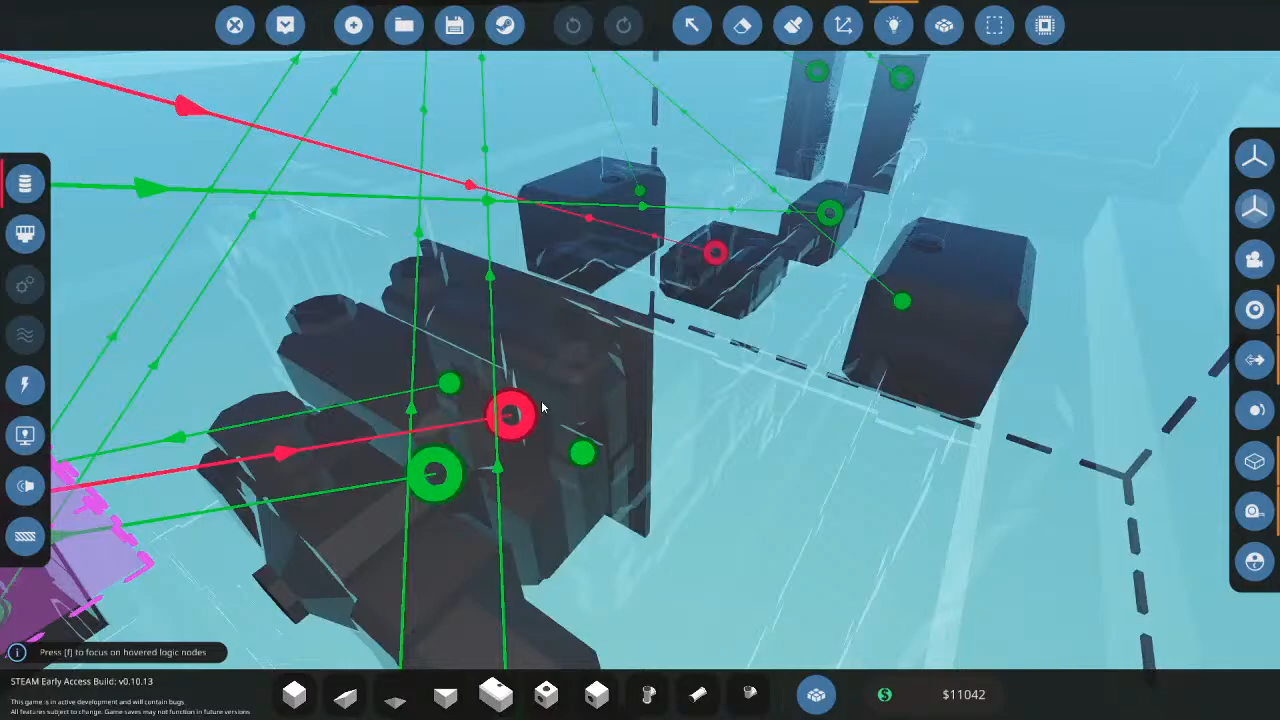 Press [f] to focus on hovered logic nodes
STEAM Early Access Build: v0.10.13
This game is in active development and will contain bugs
All features subject to change. Game saves may not function in future versions
$11042